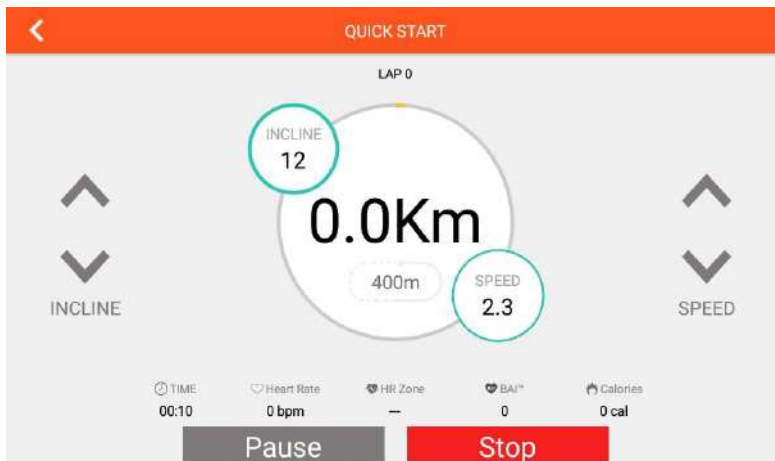 QUICK START
LAP 0
INCLINE
12
0.0Km
400m
SPEED
2.3
INCLINE
SPEED
TIME Heart Rate HR Zone BAI™ Calories
00:10 0 bpm -- 0 0 cal
Pause Stop